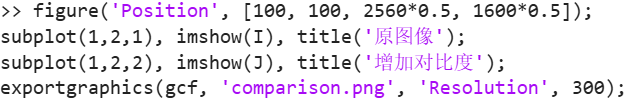 >> figure('Position', [100, 100, 2560*0.5, 1600*0.5]);
subplot(1,2,1), imshow(I), title('原图像');
subplot(1,2,2), imshow(J), title('增加对比度');
exportgraphics(gcf, 'comparison.png', 'Resolution', 300);